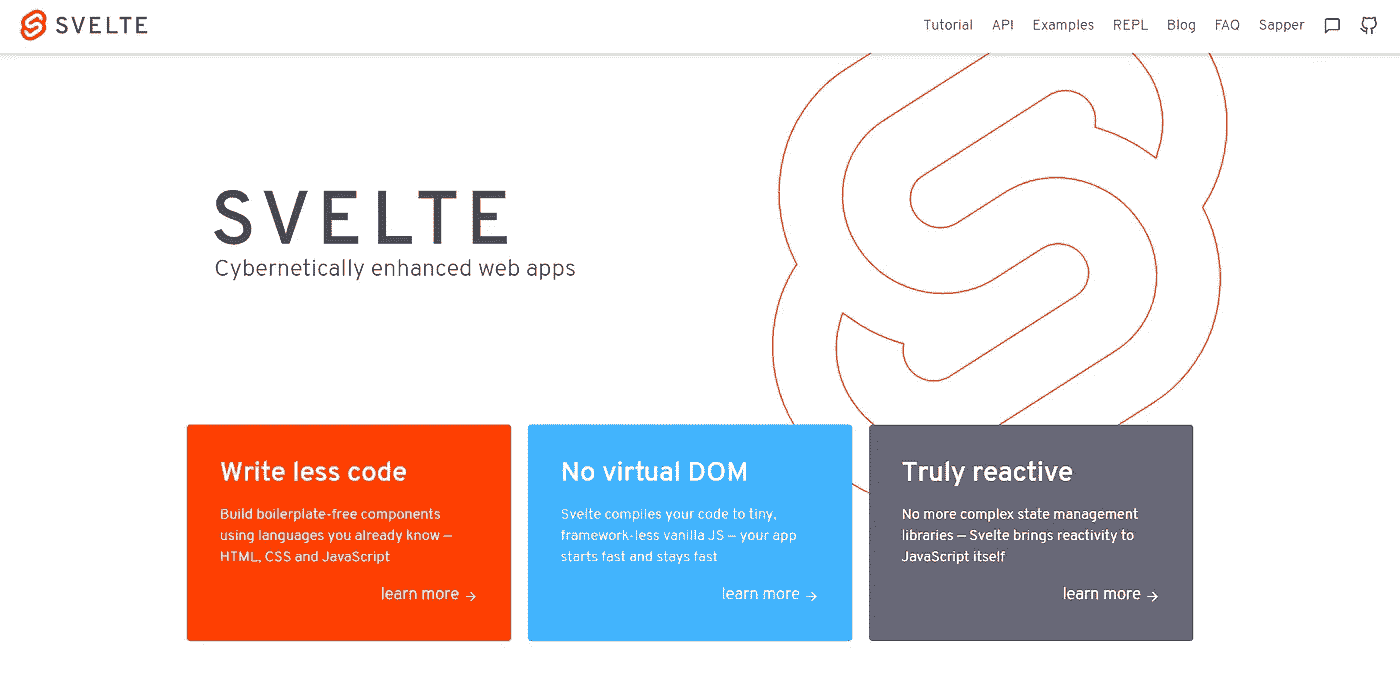 SVELTE
Tutorial API Examples REPL Blog FAQ Sapper
SVELTE
Cybernetically enhanced web apps
Write less code
Build boilerplate-free components
using languages you already know —
HTML, CSS and JavaScript
learn more →
No virtual DOM
Svelte compiles your code to tiny,
framework-less vanilla JS — your app
starts fast and stays fast
learn more →
Truly reactive
No more complex state management
libraries — Svelte brings reactivity to
JavaScript itself
learn more →